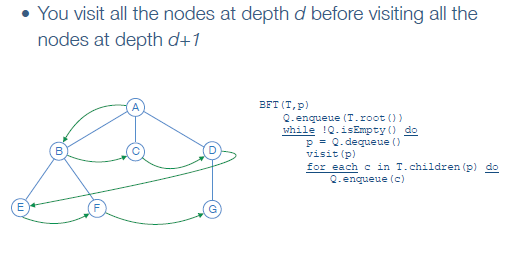 • You visit all the nodes at depth d before visiting all the
nodes at depth d+1
A
B
C
D
E
F
G
BFT(T,p)
Q.enqueue(T.root())
while !Q.isEmpty() do
p = Q.dequeue()
visit(p)
for each c in T.children(p) do
Q.enqueue(c)